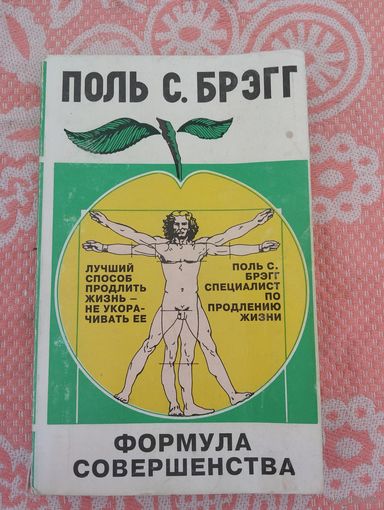 ПОЛЬ С. БРЭГГ
ЛУЧШИЙ
СПОСОБ
ПРОДЛИТЬ
ЖИЗНЬ –
НЕ УКОРА-
ЧИВАТЬ ЕЕ
ПОЛЬ С.
БРЭГГ
СПЕЦИАЛИСТ
ПО
ПРОДЛЕНИЮ
ЖИЗНИ
ФОРМУЛА
СОВЕРШЕНСТВА